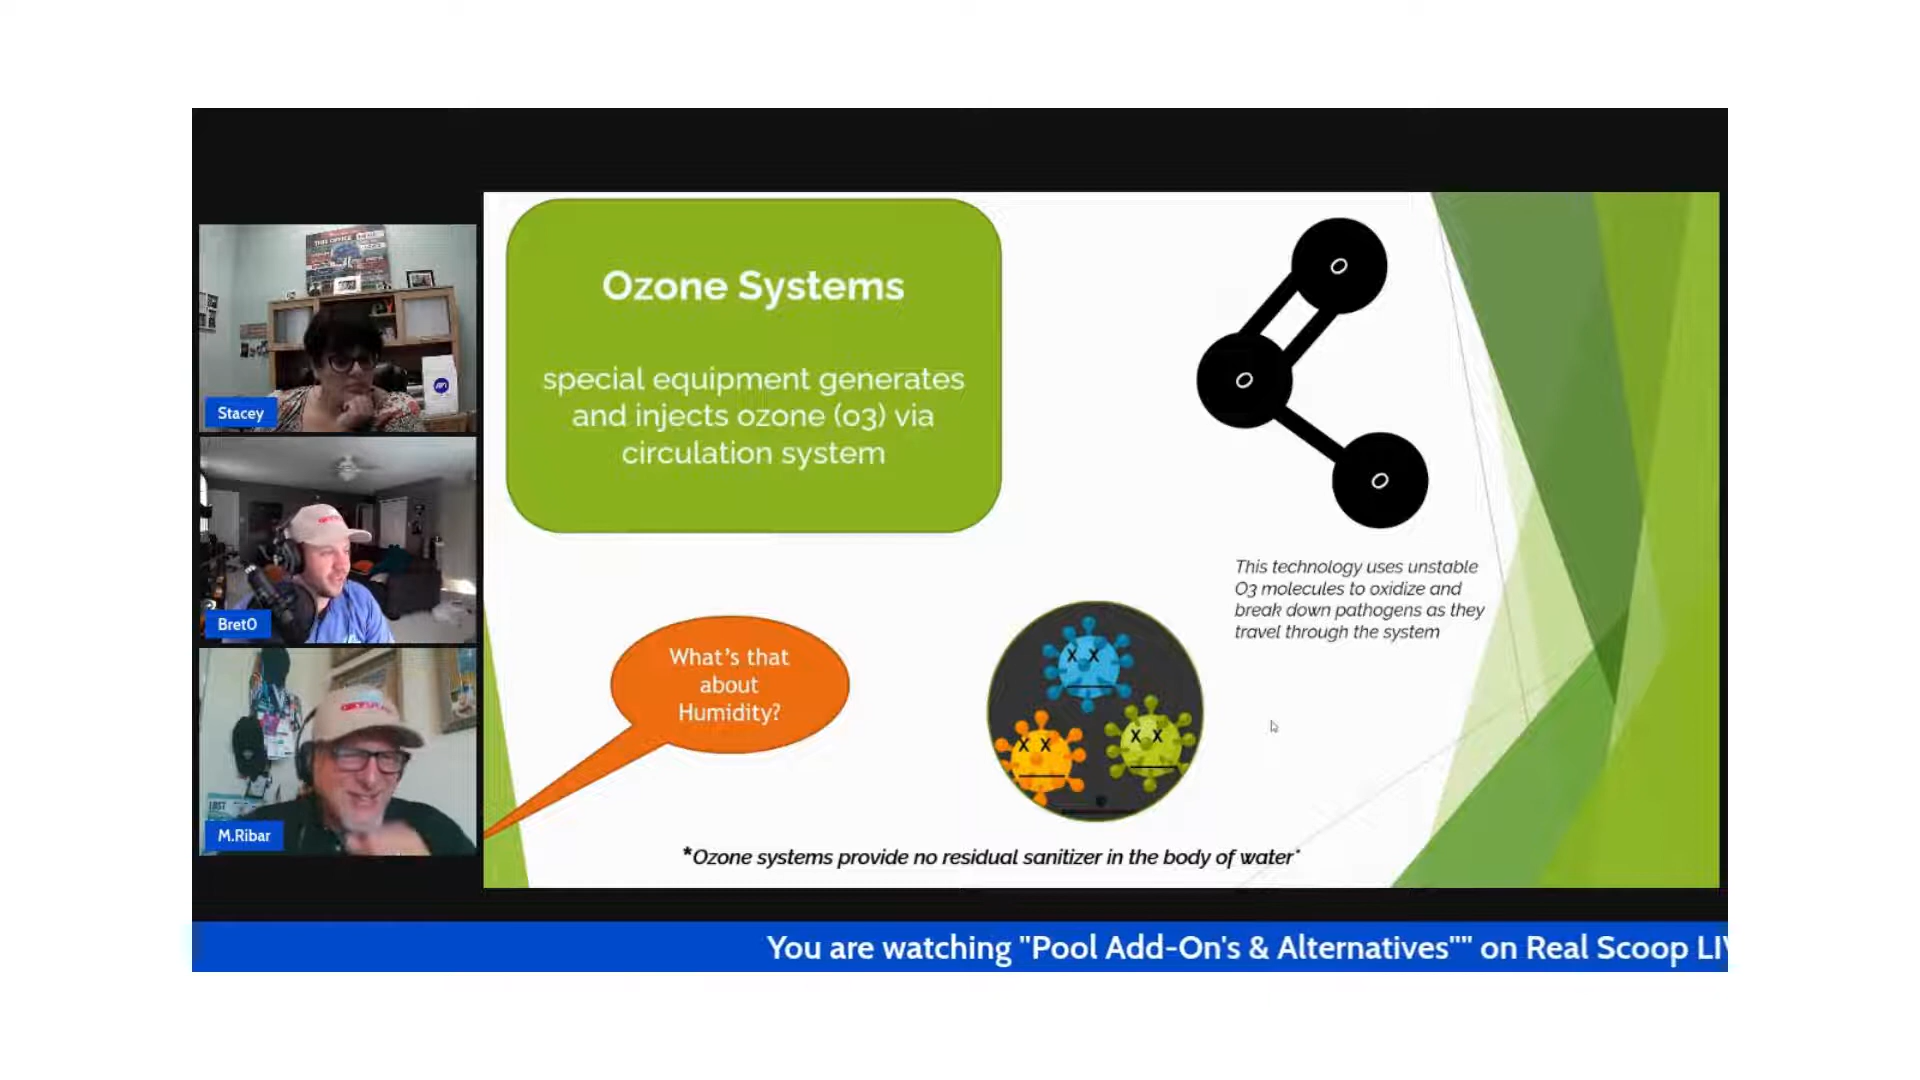 Ozone Systems
special equipment generates
and injects ozone (o3) via
circulation system
O
O
O
This technology uses unstable
O3 molecules to oxidize and
break down pathogens as they
travel through the system
What's that
about
Humidity?
X X
X X
X X
*Ozone systems provide no residual sanitizer in the body of water*
THIS OFFICE
Stacey
BretO
LOST
M.Ribar
You are watching "Pool Add-On's & Alternatives"" on Real Scoop LIV